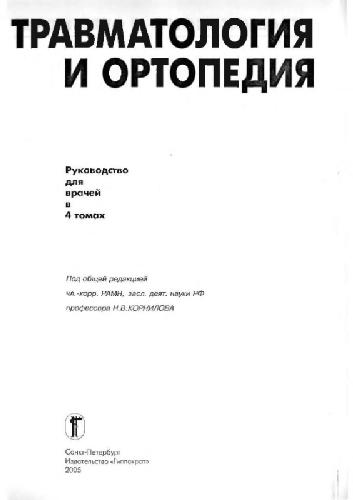 ТРАВМАТОЛОГИЯ
И ОРТОПЕДИЯ
Руководство
для
врачей
в
4 томах
Под общей редакцией
чл.-корр. РАМН, засл. деят. науки РФ
профессора Н.В.КОРНИЛОВА
Санкт-Петербург
Издательство «Гиппократ»
2005